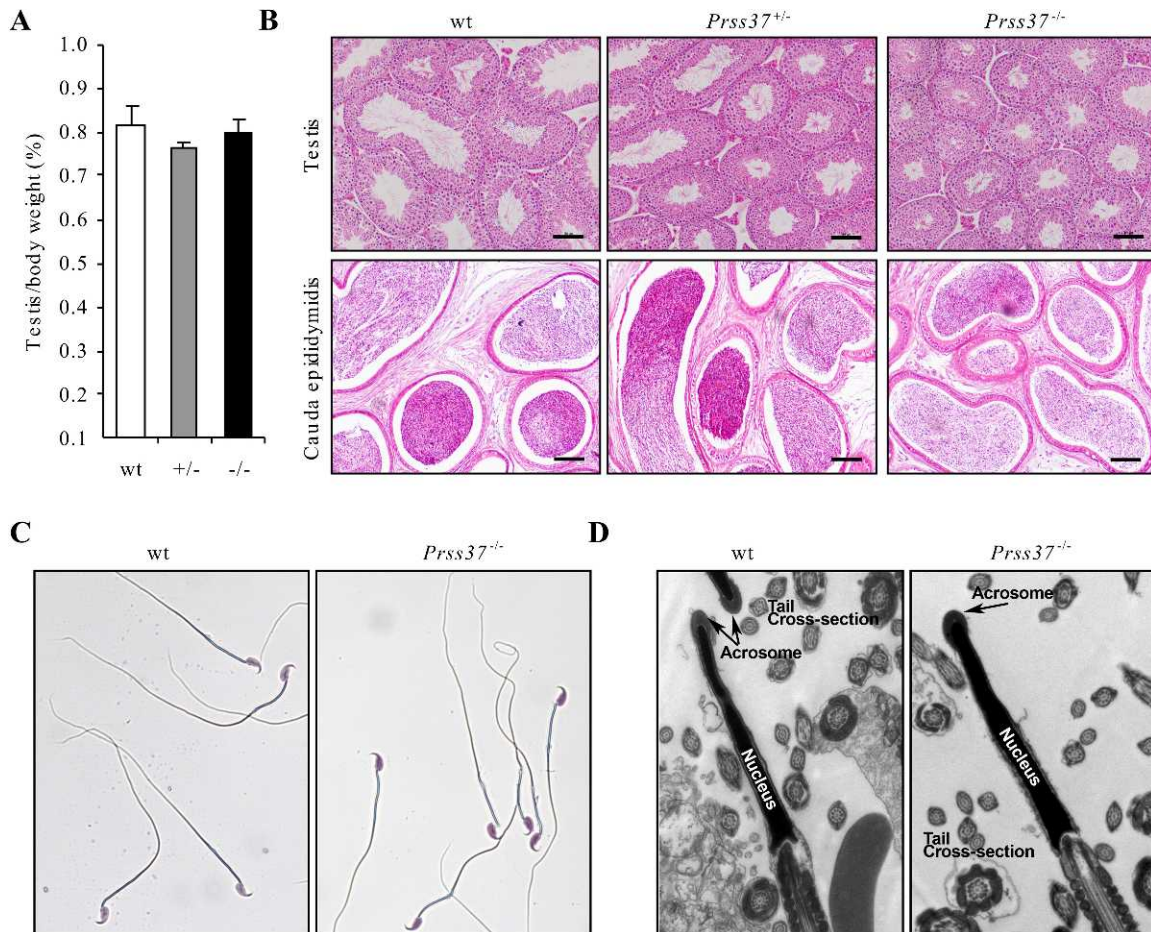 A
Testis/body weight (%)
1.0
0.9
0.8
0.7
0.6
0.5
0.4
0.3
0.2
0.1
wt
+/-
-/-
B
wt
Prss37+/-
Prss37-/-
Testis
Cauda epididymidis
C
wt
Prss37-/-
D
wt
Prss37-/-
Tail
Cross-section
Acrosome
Nucleus
Acrosome
Nucleus
Tail
Cross-section